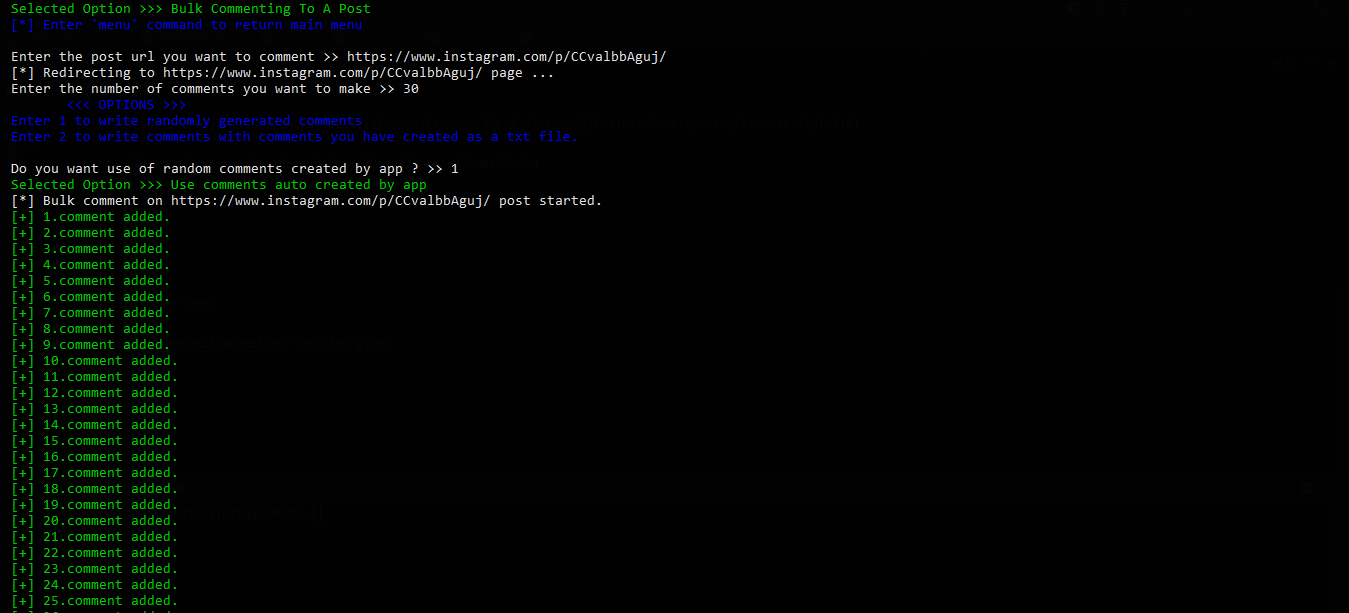 Selected Option >>> Bulk Commenting To A Post
[*] Enter 'menu' command to return main menu
Enter the post url you want to comment >> https://www.instagram.com/p/CCvalbbAguj/
[*] Redirecting to https://www.instagram.com/p/CCvalbbAguj/ page ...
Enter the number of comments you want to make >> 30
<<< OPTIONS >>>
Enter 1 to write randomly generated comments
Enter 2 to write comments with comments you have created as a txt file.
Do you want use of random comments created by app ? >> 1
Selected Option >>> Use comments auto created by app
[*] Bulk comment on https://www.instagram.com/p/CCvalbbAguj/ post started.
[+] 1.comment added.
[+] 2.comment added.
[+] 3.comment added.
[+] 4.comment added.
[+] 5.comment added.
[+] 6.comment added.
[+] 7.comment added.
[+] 8.comment added.
[+] 9.comment added.
[+] 10.comment added.
[+] 11.comment added.
[+] 12.comment added.
[+] 13.comment added.
[+] 14.comment added.
[+] 15.comment added.
[+] 16.comment added.
[+] 17.comment added.
[+] 18.comment added.
[+] 19.comment added.
[+] 20.comment added.
[+] 21.comment added.
[+] 22.comment added.
[+] 23.comment added.
[+] 24.comment added.
[+] 25.comment added.